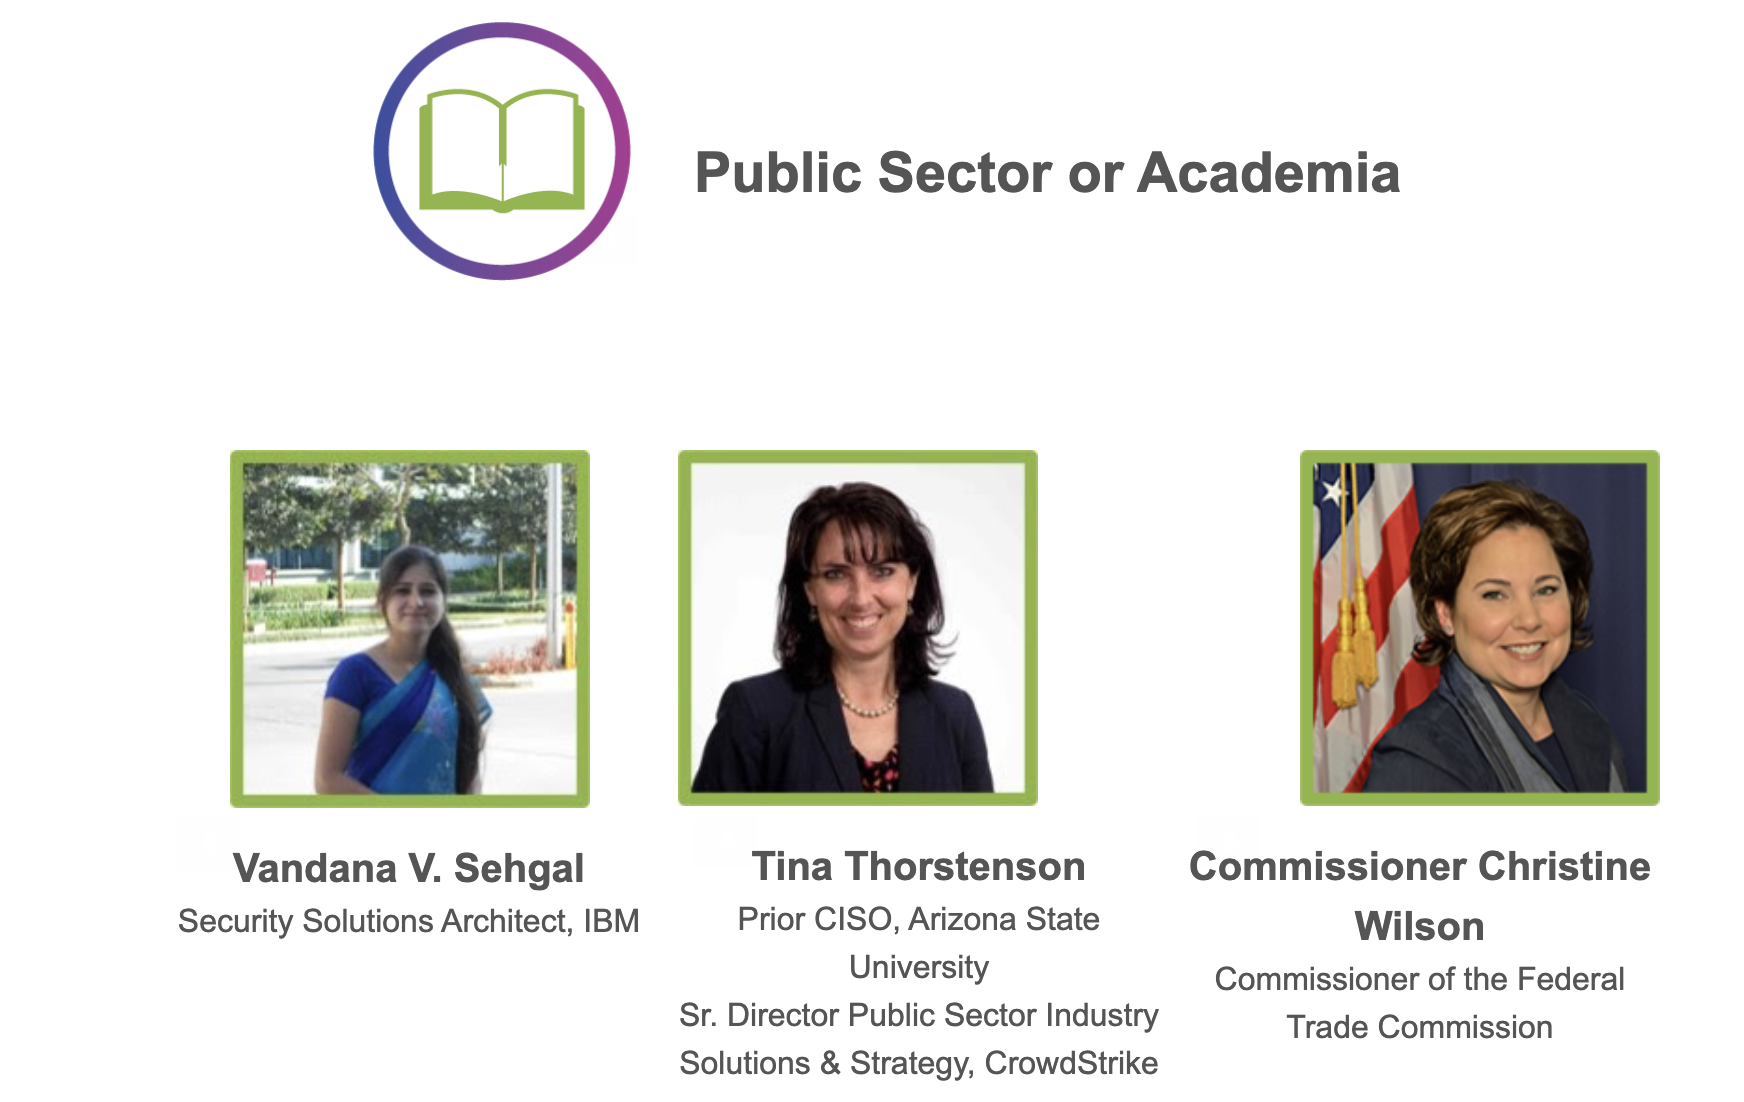 Public Sector or Academia
Vandana V. Sehgal
Security Solutions Architect, IBM
Tina Thorstenson
Prior CISO, Arizona State
University
Sr. Director Public Sector Industry
Solutions & Strategy, CrowdStrike
Commissioner Christine
Wilson
Commissioner of the Federal
Trade Commission